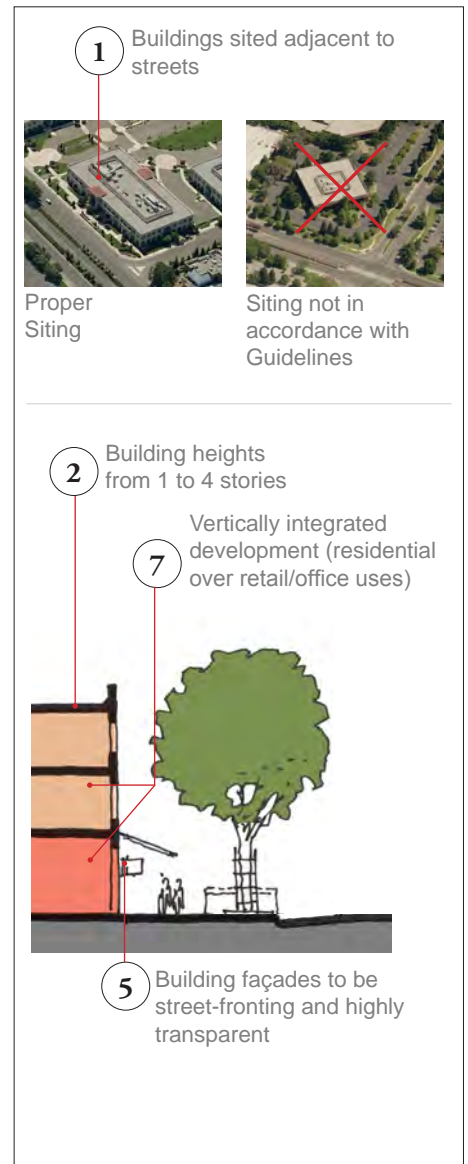 1
Buildings sited adjacent to
streets
Proper
Siting
Siting not in
accordance with
Guidelines
2
Building heights
from 1 to 4 stories
7
Vertically integrated
development (residential
over retail/office uses)
5
Building façades to be
street-fronting and highly
transparent